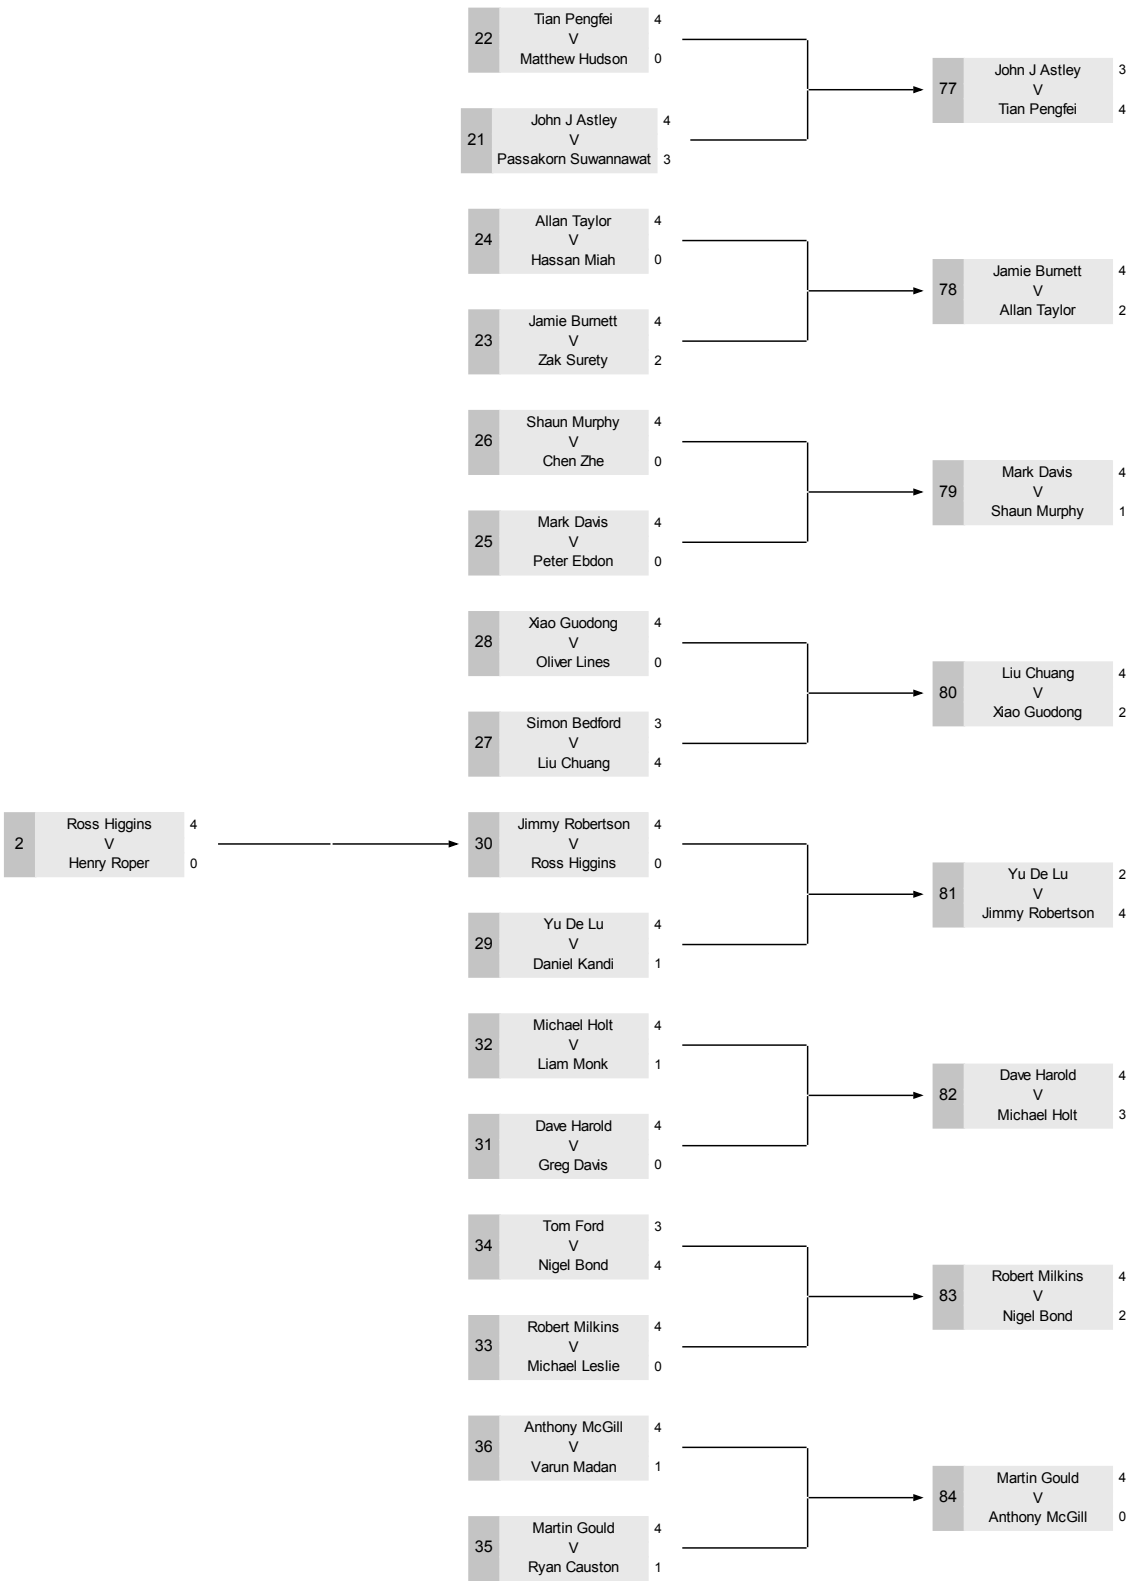 22
Tian Pengfei 4
V
Matthew Hudson 0
21
John J Astley 4
V
Passakorn Suwannawat 3
77
John J Astley 3
V
Tian Pengfei 4
24
Allan Taylor 4
V
Hassan Miah 0
23
Jamie Burnett 4
V
Zak Surety 2
78
Jamie Burnett 4
V
Allan Taylor 2
26
Shaun Murphy 4
V
Chen Zhe 0
25
Mark Davis 4
V
Peter Ebdon 0
79
Mark Davis 4
V
Shaun Murphy 1
28
Xiao Guodong 4
V
Oliver Lines 0
27
Simon Bedford 3
V
Liu Chuang 4
80
Liu Chuang 4
V
Xiao Guodong 2
2
Ross Higgins 4
V
Henry Roper 0
30
Jimmy Robertson 4
V
Ross Higgins 0
29
Yu De Lu 4
V
Daniel Kandi 1
81
Yu De Lu 2
V
Jimmy Robertson 4
32
Michael Holt 4
V
Liam Monk 1
31
Dave Harold 4
V
Greg Davis 0
82
Dave Harold 4
V
Michael Holt 3
34
Tom Ford 3
V
Nigel Bond 4
33
Robert Milkins 4
V
Michael Leslie 0
83
Robert Milkins 4
V
Nigel Bond 2
36
Anthony McGill 4
V
Varun Madan 1
35
Martin Gould 4
V
Ryan Causton 1
84
Martin Gould 4
V
Anthony McGill 0